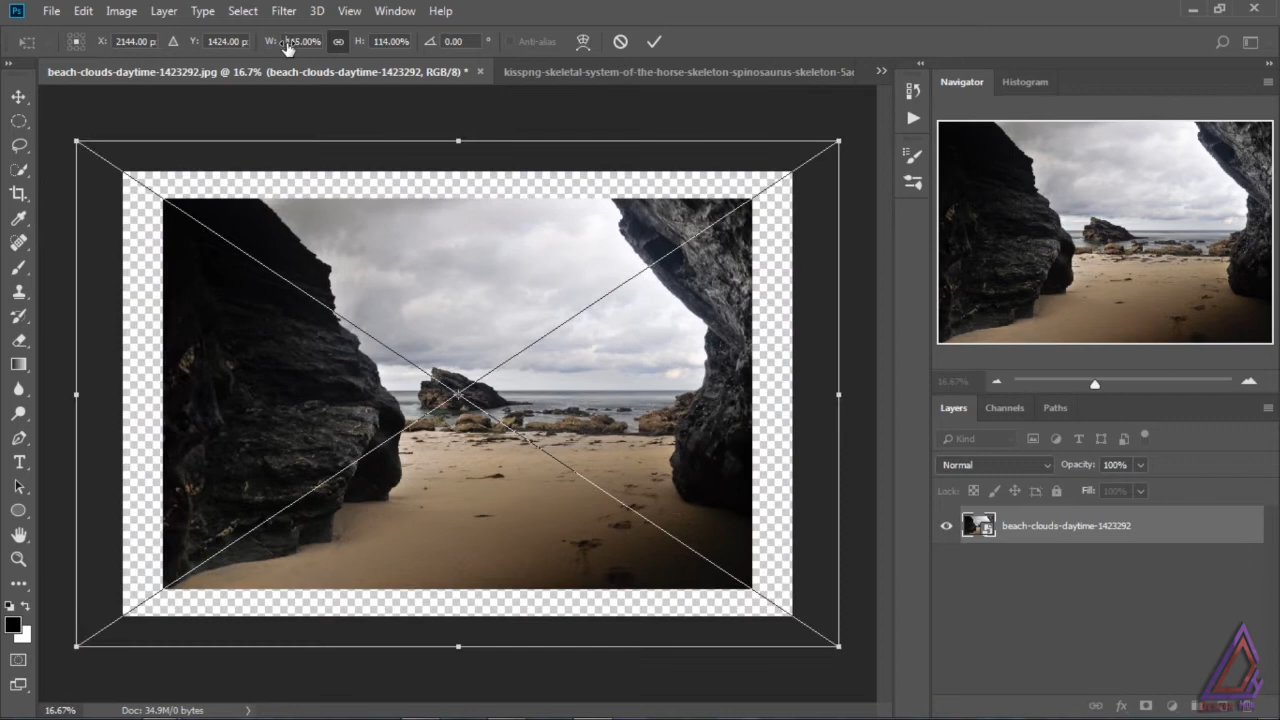 Ps File Edit Image Layer Type Select Filter 3D View Window Help
X: 2144.00 p: Y: 1424.00 p: W: H: 114.00% 0.00 ° Anti-alias
beach-clouds-daytime-1423292.jpg @ 16.7% (beach-clouds-daytime-1423292, RGB/8) * × kisspng-skeletal-system-of-the-horse-skeleton-spinosaurus-skeleton-5ac »
Navigator Histogram
16.67%
Layers Channels Paths
Kind
Normal Opacity: 100%
Lock: Fill: 100%
beach-clouds-daytime-1423292
16.67% Doc: 34.9M/0 bytes